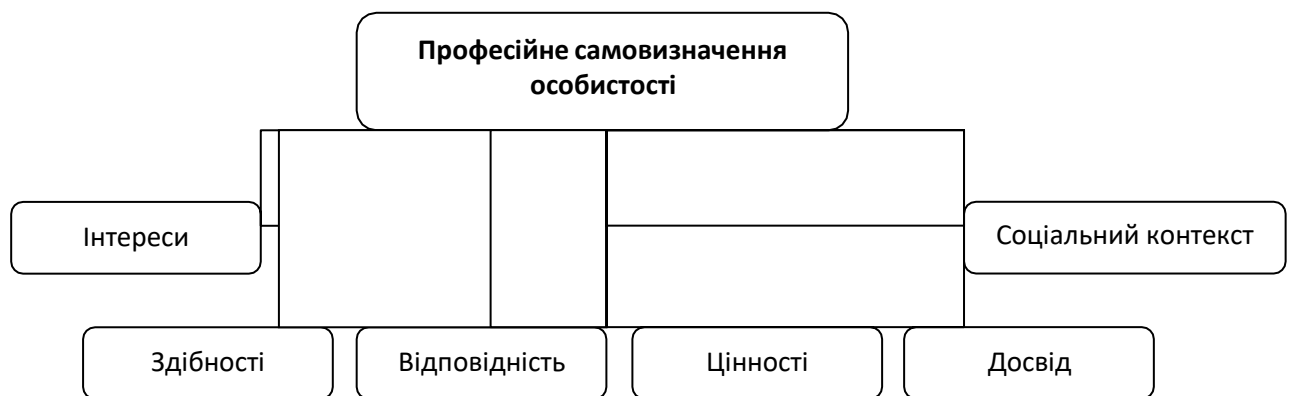 Професійне самовизначення
особистості
Інтереси
Соціальний контекст
Здібності
Відповідність
Цінності
Досвід